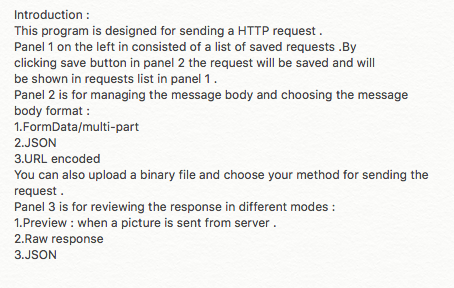 Introduction :
This program is designed for sending a HTTP request .
Panel 1 on the left in consisted of a list of saved requests .By
clicking save button in panel 2 the request will be saved and will
be shown in requests list in panel 1 .
Panel 2 is for managing the message body and choosing the message
body format :
1.FormData/multi-part
2.JSON
3.URL encoded
You can also upload a binary file and choose your method for sending the
request .
Panel 3 is for reviewing the response in different modes :
1.Preview : when a picture is sent from server .
2.Raw response
3.JSON